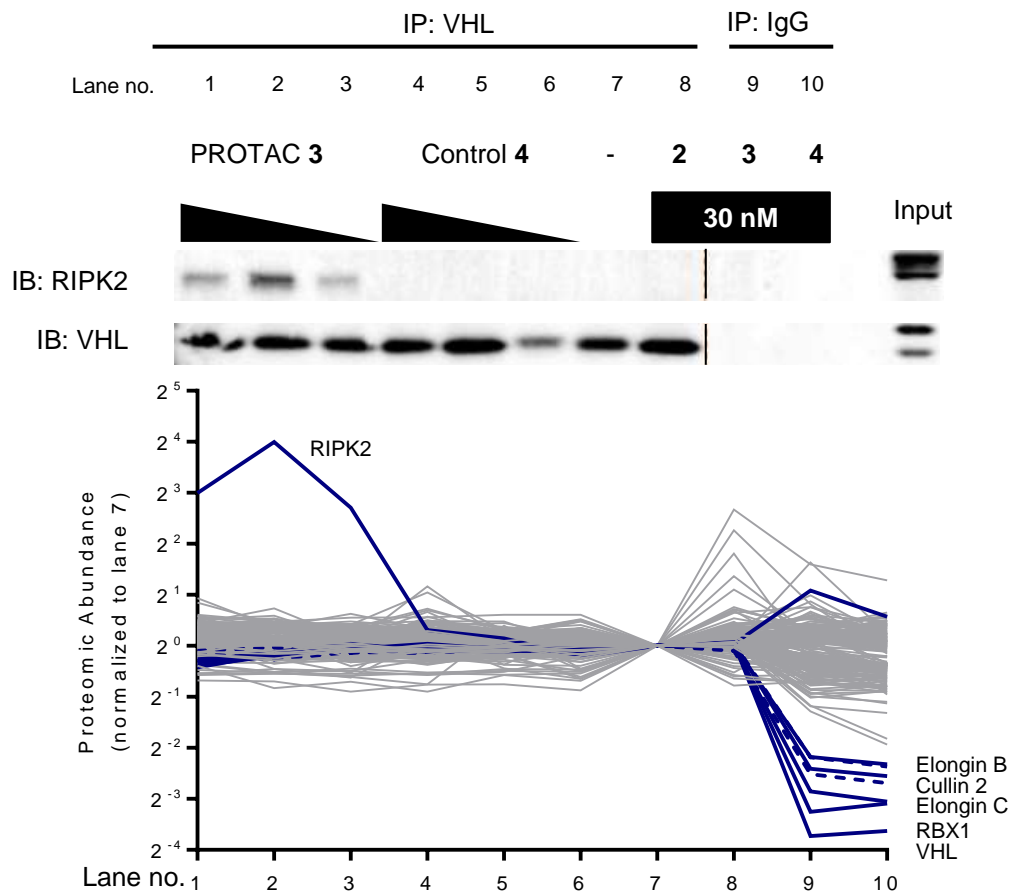 IP: VHL IP: IgG
Lane no. 1 2 3 4 5 6 7 8 9 10
PROTAC 3 Control 4 - 2 3 4
30 nM Input
IB: RIPK2
IB: VHL
Proteomic Abundance
(normalized to lane 7)
2^5
2^4
2^3
2^2
2^1
2^0
2^-1
2^-2
2^-3
2^-4
RIPK2
Elongin B
Cullin 2
Elongin C
RBX1
VHL
Lane no. 1 2 3 4 5 6 7 8 9 10